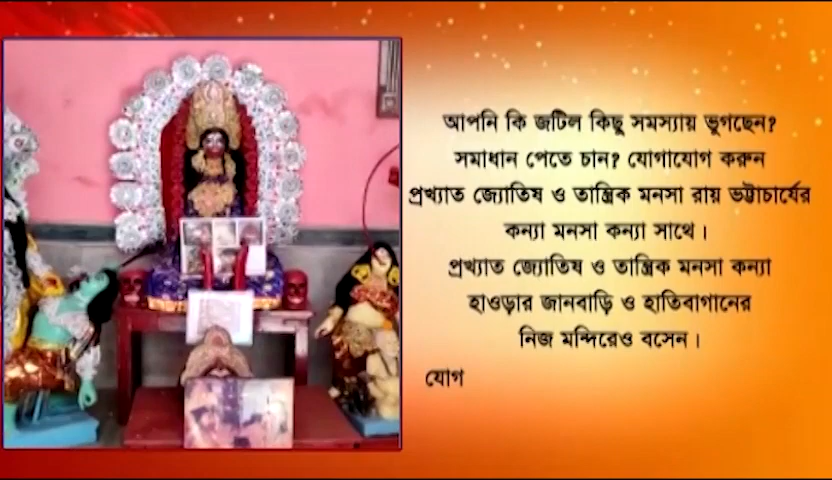 আপনি কি জটিল কিছু সমস্যায় ভুগছেন?
সমাধান পেতে চান? যোগাযোগ করুন
প্রখ্যাত জ্যোতিষ ও তান্ত্রিক মনসা রায় ভট্টাচার্যের
কন্যা মনসা কন্যা সাথে।
প্রখ্যাত জ্যোতিষ ও তান্ত্রিক মনসা কন্যা
হাওড়ার জানবাড়ি ও হাতিবাগানের
নিজ মন্দিরেও বসেন।
যোগ